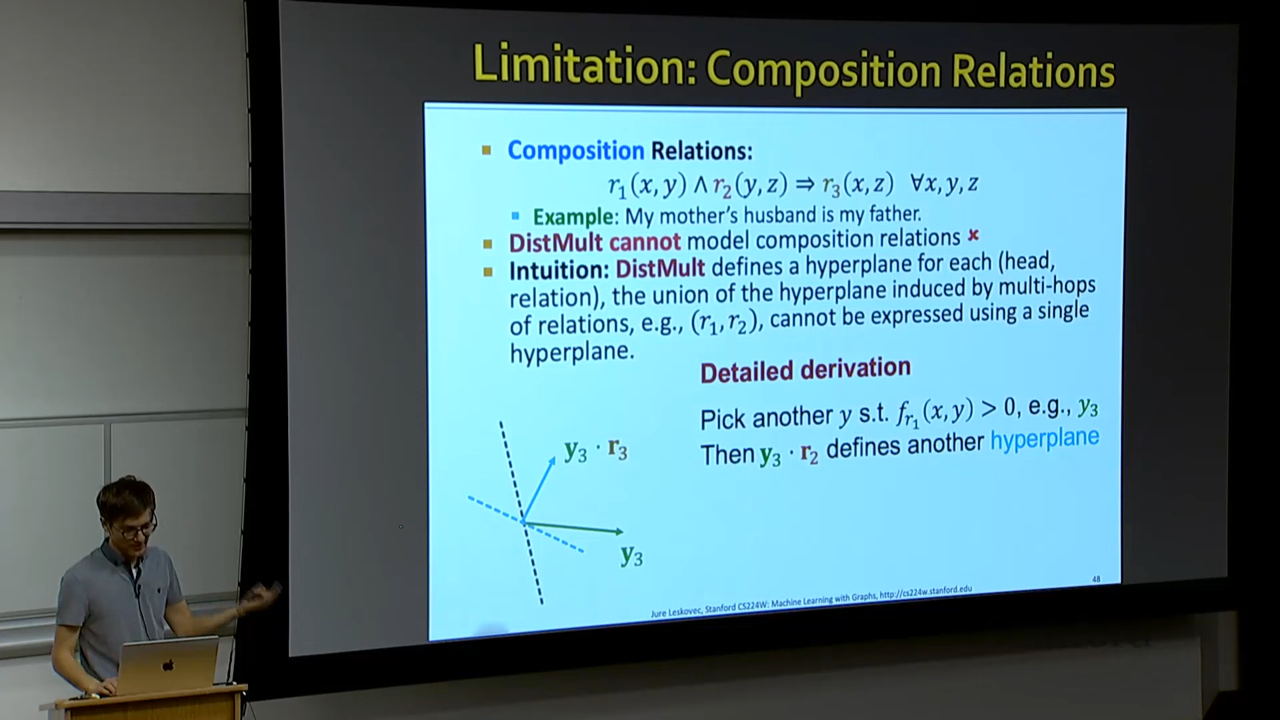 Limitation: Composition Relations
Composition Relations:
r₁(x, y) ∧ r₂(y, z) ⇒ r₃(x, z) ∀x, y, z
Example: My mother's husband is my father.
DistMult cannot model composition relations ✘
Intuition: DistMult defines a hyperplane for each (head,
relation), the union of the hyperplane induced by multi-hops
of relations, e.g., (r₁, r₂), cannot be expressed using a single
hyperplane.
Detailed derivation
Pick another y s.t. f_{r₁}(x, y) > 0, e.g., y₃
Then y₃ · r₂ defines another hyperplane
y₃ · r₃
y₃
Jure Leskovec, Stanford CS224W: Machine Learning with Graphs, http://cs224w.stanford.edu
48